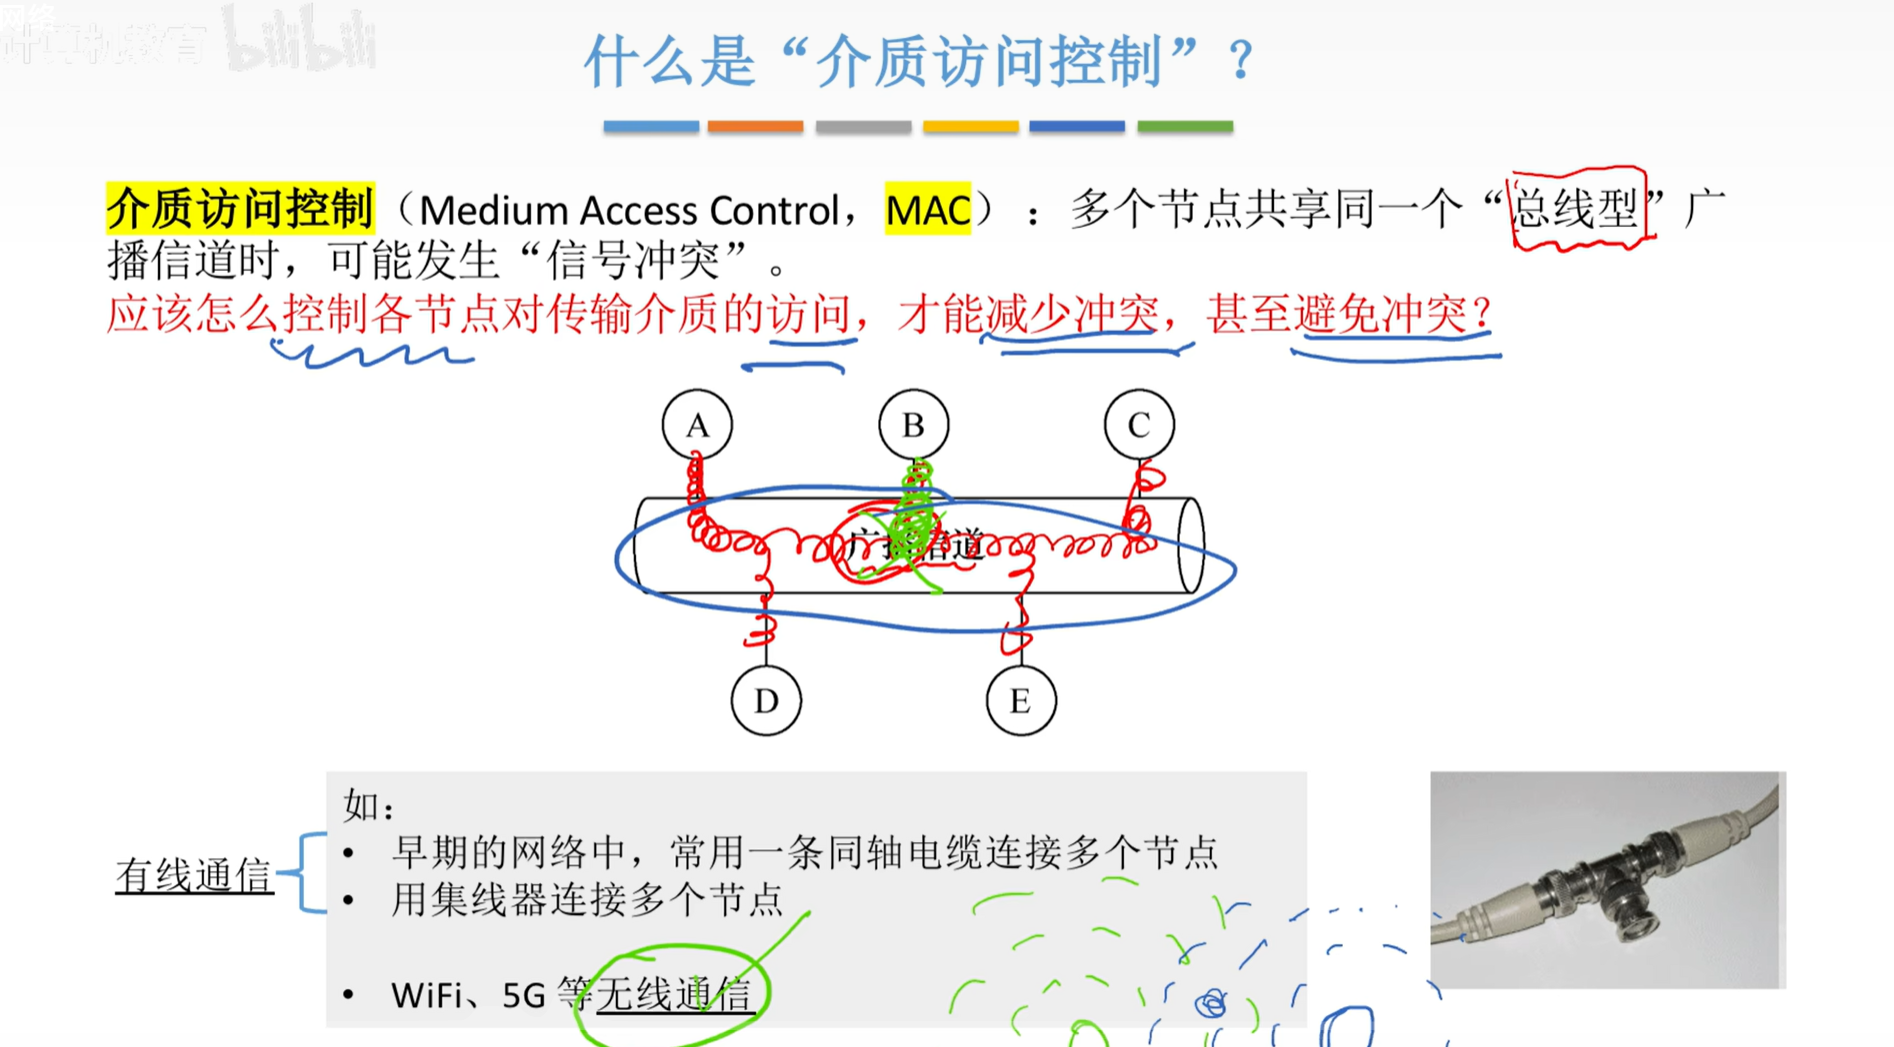 网络
计算机教育 bilibili
什么是“介质访问控制”？
介质访问控制（Medium Access Control，MAC）：多个节点共享同一个“总线型”广
播信道时，可能发生“信号冲突”。
应该怎么控制各节点对传输介质的访问，才能减少冲突，甚至避免冲突？
A
B
C
广播信道
D
E
如：
有线通信
• 早期的网络中，常用一条同轴电缆连接多个节点
• 用集线器连接多个节点
• WiFi、5G 等无线通信